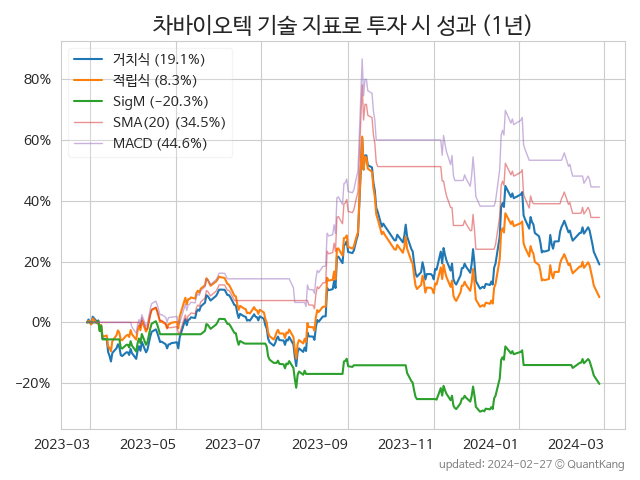 차바이오텍 기술 지표로 투자 시 성과 (1년)
거치식 (19.1%)
적립식 (8.3%)
SigM (−20.3%)
SMA(20) (34.5%)
MACD (44.6%)
80%
60%
40%
20%
0%
−20%
2023-03 2023-05 2023-07 2023-09 2023-11 2024-01 2024-03
updated: 2024-02-27 © QuantKang